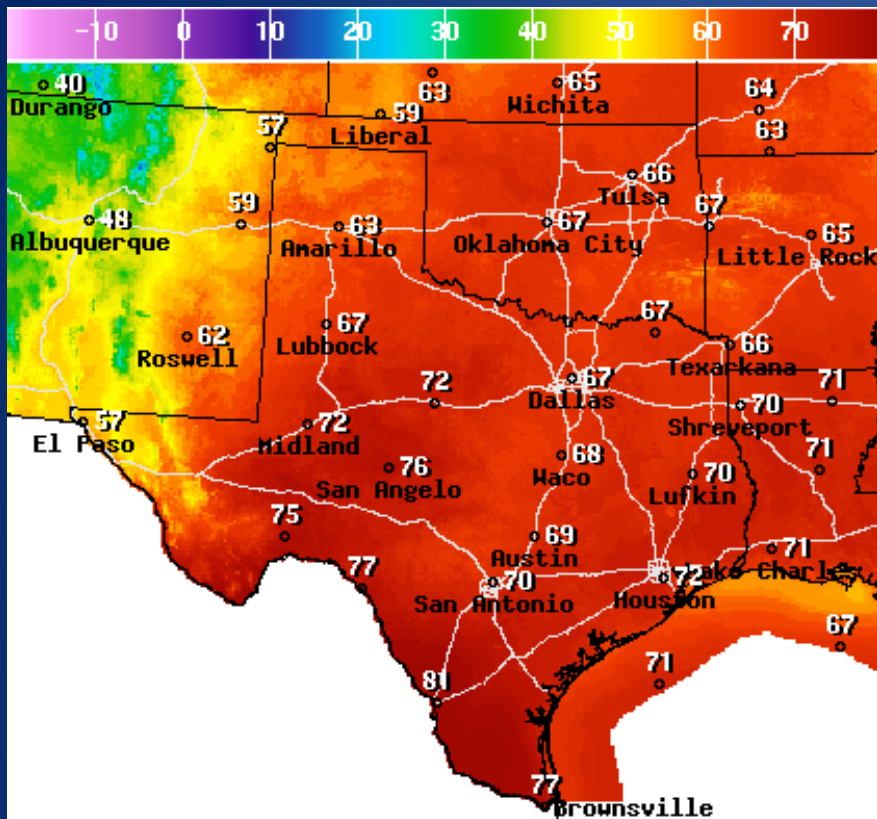 -10 0 10 20 30 40 50 60 70
40
Durango
63
65
Wichita
64
59
Liberal
57
63
66
Tulsa
48
Albuquerque
59
63
Amarillo
67
Oklahoma City
67
65
Little Rock
62
Roswell
67
Lubbock
67
66
Texarkana
67
Dallas
72
70
Shreveport
71
57
El Paso
72
Midland
76
San Angelo
68
Waco
70
Lufkin
71
75
69
Austin
71
77
70
San Antonio
72
Houston
Lake Charles
67
71
81
77
Brownsville